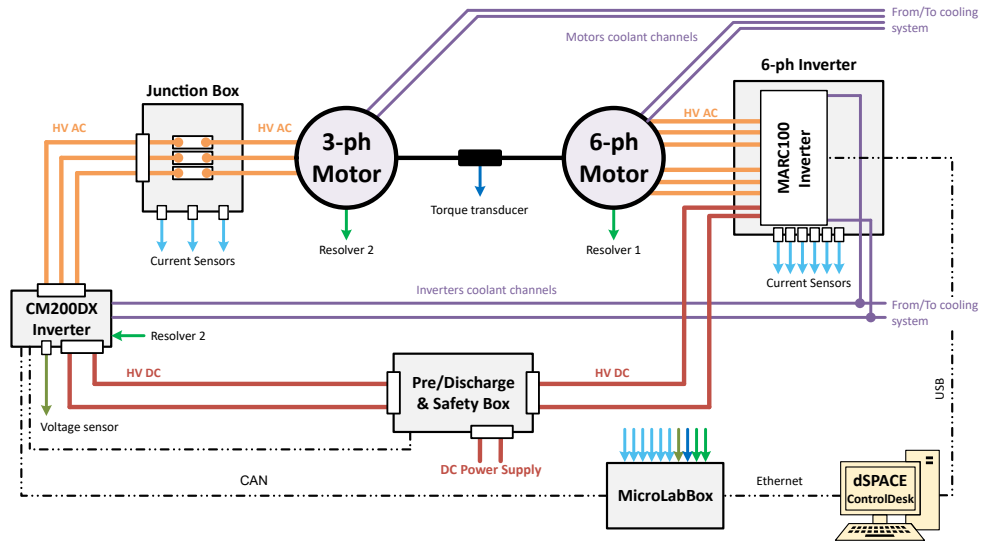 From/To cooling
system
Motors coolant channels
6-ph Inverter
Junction Box
HV AC
HV AC
HV AC
3-ph
Motor
6-ph
Motor
MARC100
Inverter
Torque transducer
Resolver 2
Resolver 1
Current Sensors
Current Sensors
Inverters coolant channels
From/To cooling
system
CM200DX
Inverter
Resolver 2
HV DC
HV DC
Pre/Discharge
& Safety Box
USB
Voltage sensor
DC Power Supply
CAN
MicroLabBox
Ethernet
dSPACE
ControlDesk